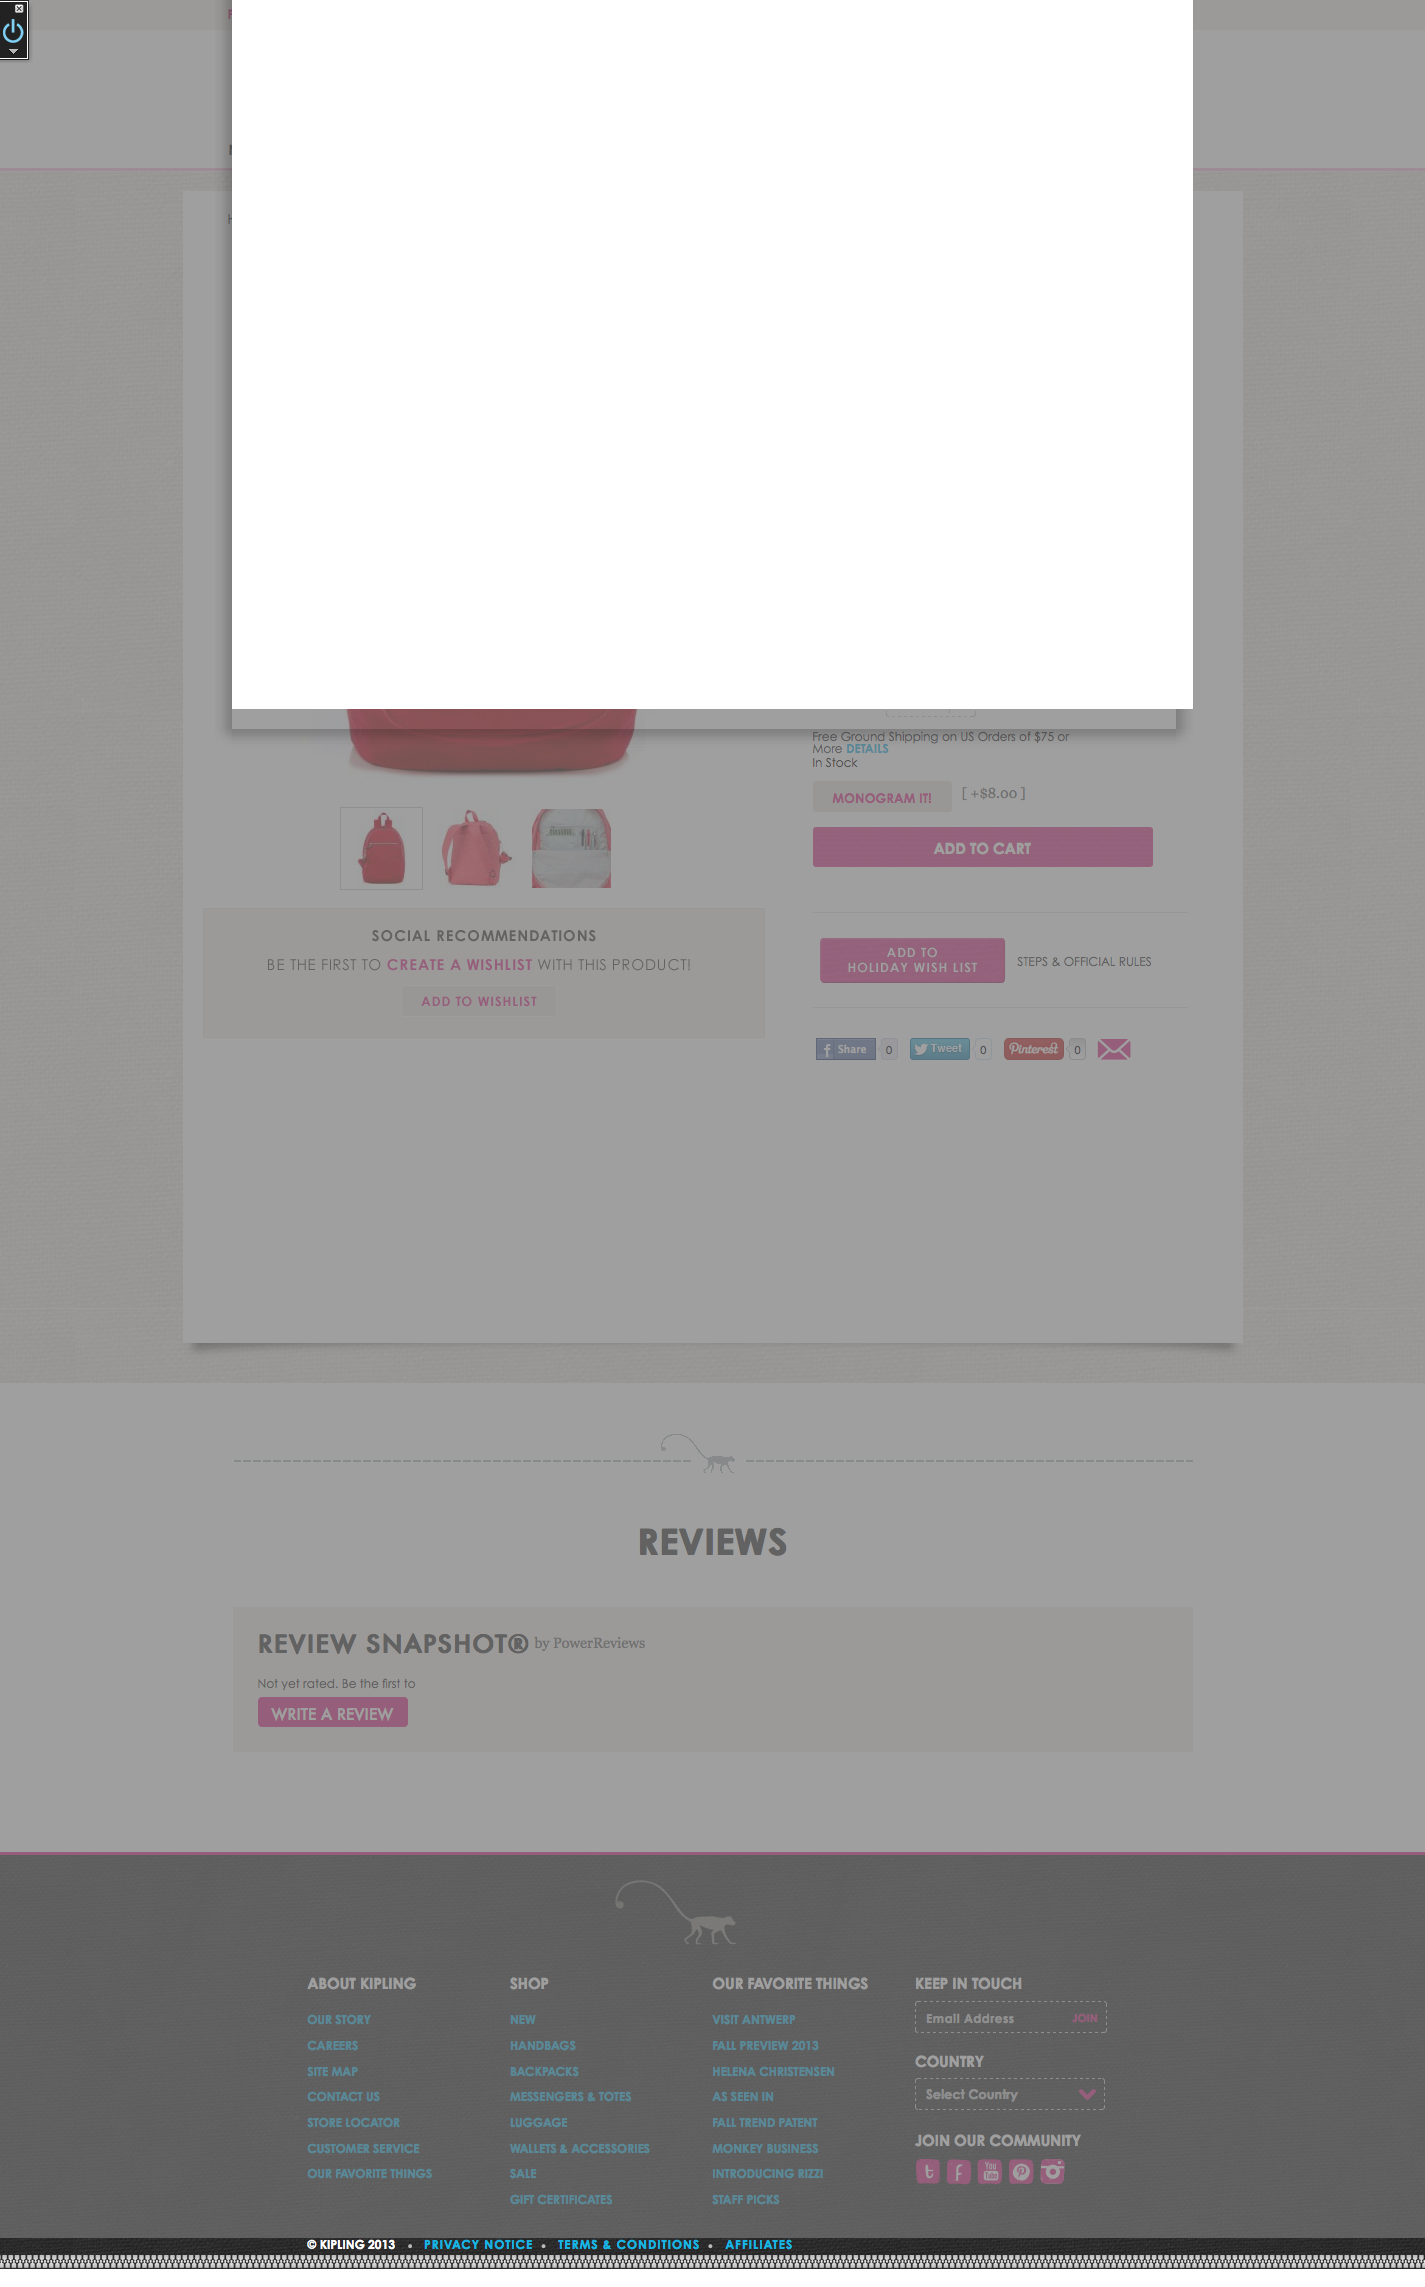 Free Ground Shipping on US Orders of $75 or
More DETAILS
In Stock
MONOGRAM IT! [ +$8.00 ]
ADD TO CART
SOCIAL RECOMMENDATIONS
BE THE FIRST TO CREATE A WISHLIST WITH THIS PRODUCT!
ADD TO WISHLIST
ADD TO
HOLIDAY WISH LIST
STEPS & OFFICIAL RULES
Share 0 Tweet 0 Pinterest 0
REVIEWS
REVIEW SNAPSHOT® by PowerReviews
Not yet rated. Be the first to
WRITE A REVIEW
ABOUT KIPLING
OUR STORY
CAREERS
SITE MAP
CONTACT US
STORE LOCATOR
CUSTOMER SERVICE
OUR FAVORITE THINGS
SHOP
NEW
HANDBAGS
BACKPACKS
MESSENGERS & TOTES
LUGGAGE
WALLETS & ACCESSORIES
SALE
GIFT CERTIFICATES
OUR FAVORITE THINGS
VISIT ANTWERP
FALL PREVIEW 2013
HELENA CHRISTENSEN
AS SEEN IN
FALL TREND PATENT
MONKEY BUSINESS
INTRODUCING RIZZI
STAFF PICKS
KEEP IN TOUCH
Email Address JOIN
COUNTRY
Select Country
JOIN OUR COMMUNITY
You Tube
© KIPLING 2013 • PRIVACY NOTICE • TERMS & CONDITIONS • AFFILIATES